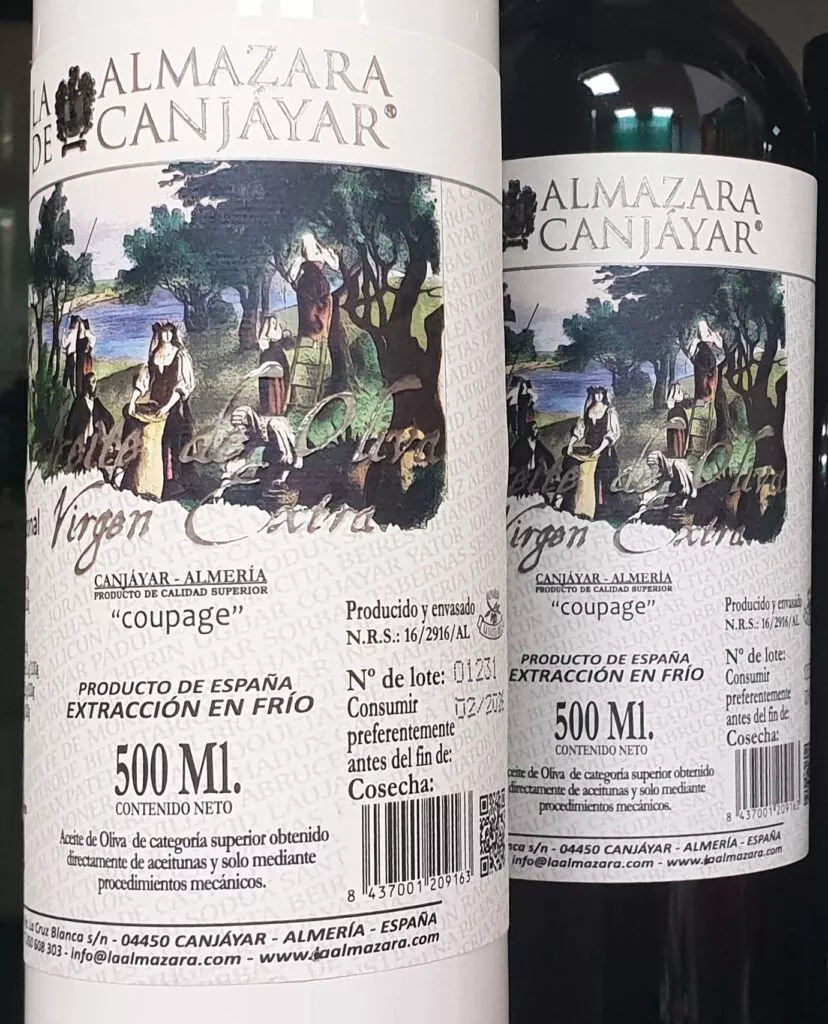 LA ALMAZARA
DE CANJÁYAR®
Aceite de Oliva
Virgen Extra
CANJÁYAR - ALMERÍA
PRODUCTO DE CALIDAD SUPERIOR
“coupage”
Producido y envasado
N.R.S.: 16/2916/AL
PRODUCTO DE ESPAÑA
EXTRACCIÓN EN FRÍO
Nº de lote: 01231
Consumir
preferentemente
antes del fin de:
Cosecha:
500 Ml.
CONTENIDO NETO
Aceite de Oliva de categoría superior obtenido
directamente de aceitunas y solo mediante
procedimientos mecánicos.
8 437001 209163
La Cruz Blanca s/n - 04450 CANJÁYAR - ALMERÍA - ESPAÑA
608 303 - info@laalmazara.com - www.laalmazara.com
ALMAZARA
CANJÁYAR®
Aceite de Oliva
Virgen Extra
CANJÁYAR - ALMERÍA
PRODUCTO DE CALIDAD SUPERIOR
“coupage”
Producido y envasado
N.R.S.: 16/2916/AL
PRODUCTO DE ESPAÑA
EXTRACCIÓN EN FRÍO
Nº de lote:
Consumir
preferentemente
antes del fin de:
Cosecha:
500 Ml.
CONTENIDO NETO
Aceite de Oliva de categoría superior obtenido
directamente de aceitunas y solo mediante
procedimientos mecánicos.
8 437001 209163
s/n - 04450 CANJÁYAR - ALMERÍA - ESPAÑA
info@laalmazara.com - www.laalmazara.com